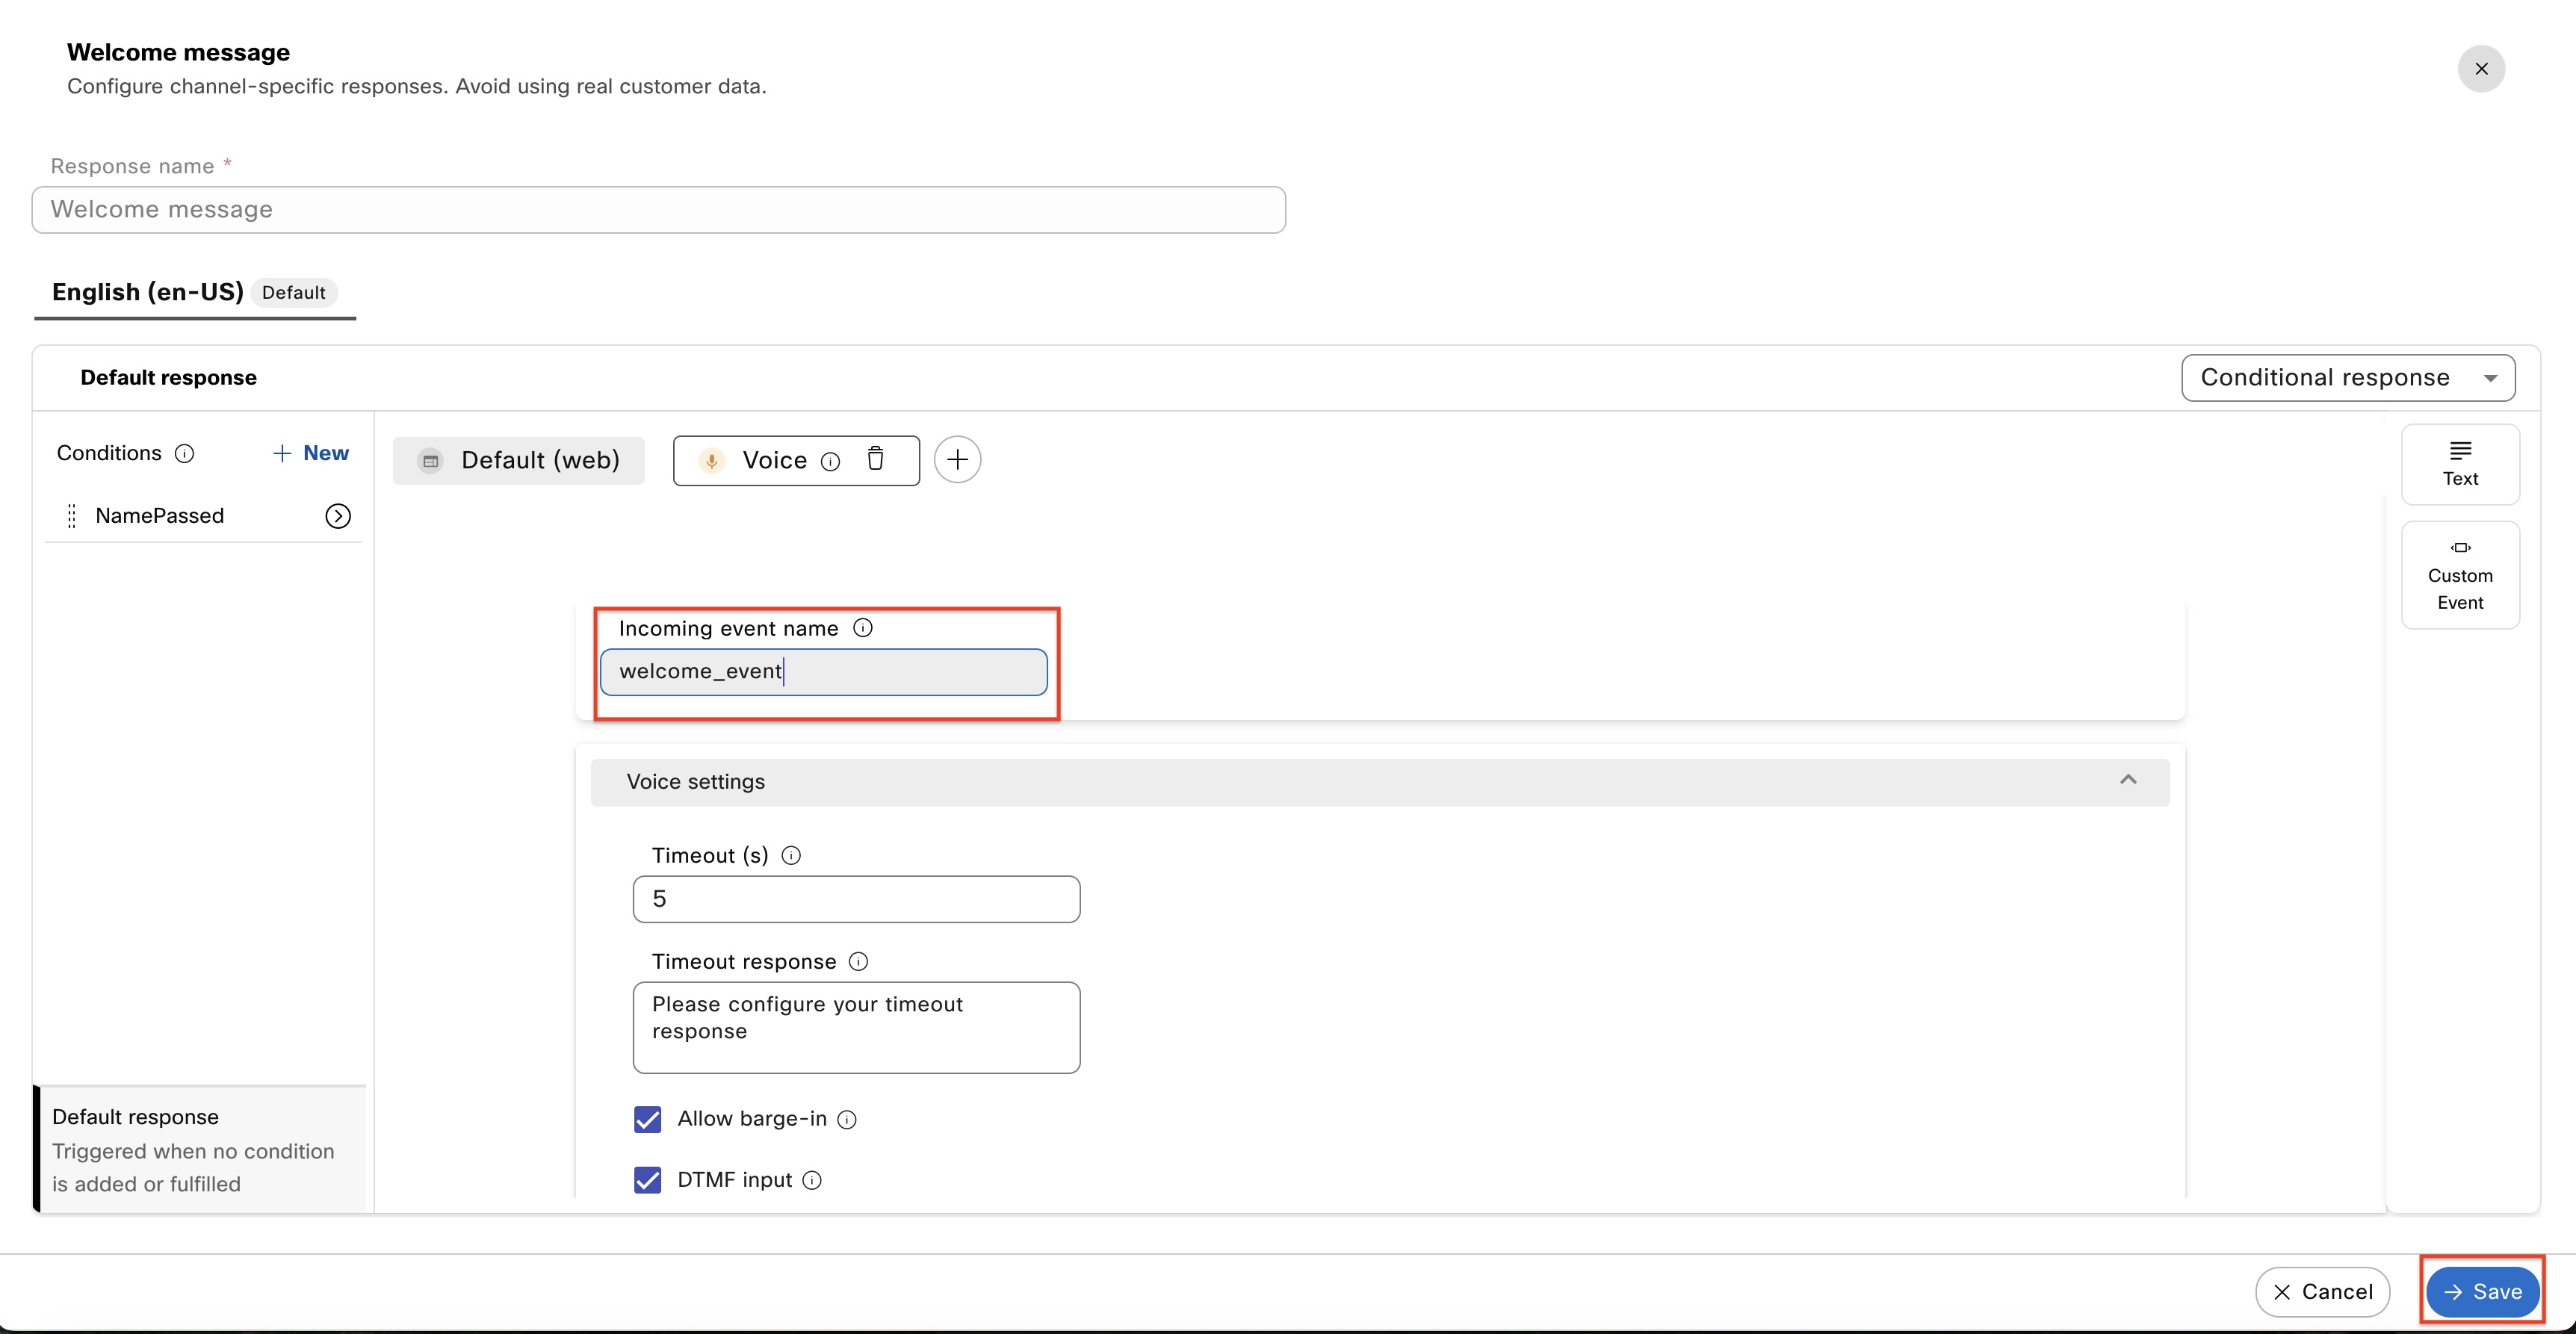 Welcome message
Configure channel-specific responses. Avoid using real customer data.
Response name *
Welcome message
English (en-US) Default
Default response
Conditional response
Conditions
New
NamePassed
Default (web)
Voice
Text
Custom
Event
Incoming event name
welcome_event
Voice settings
Timeout (s)
5
Timeout response
Please configure your timeout
response
Allow barge-in
DTMF input
Default response
Triggered when no condition
is added or fulfilled
Cancel
Save